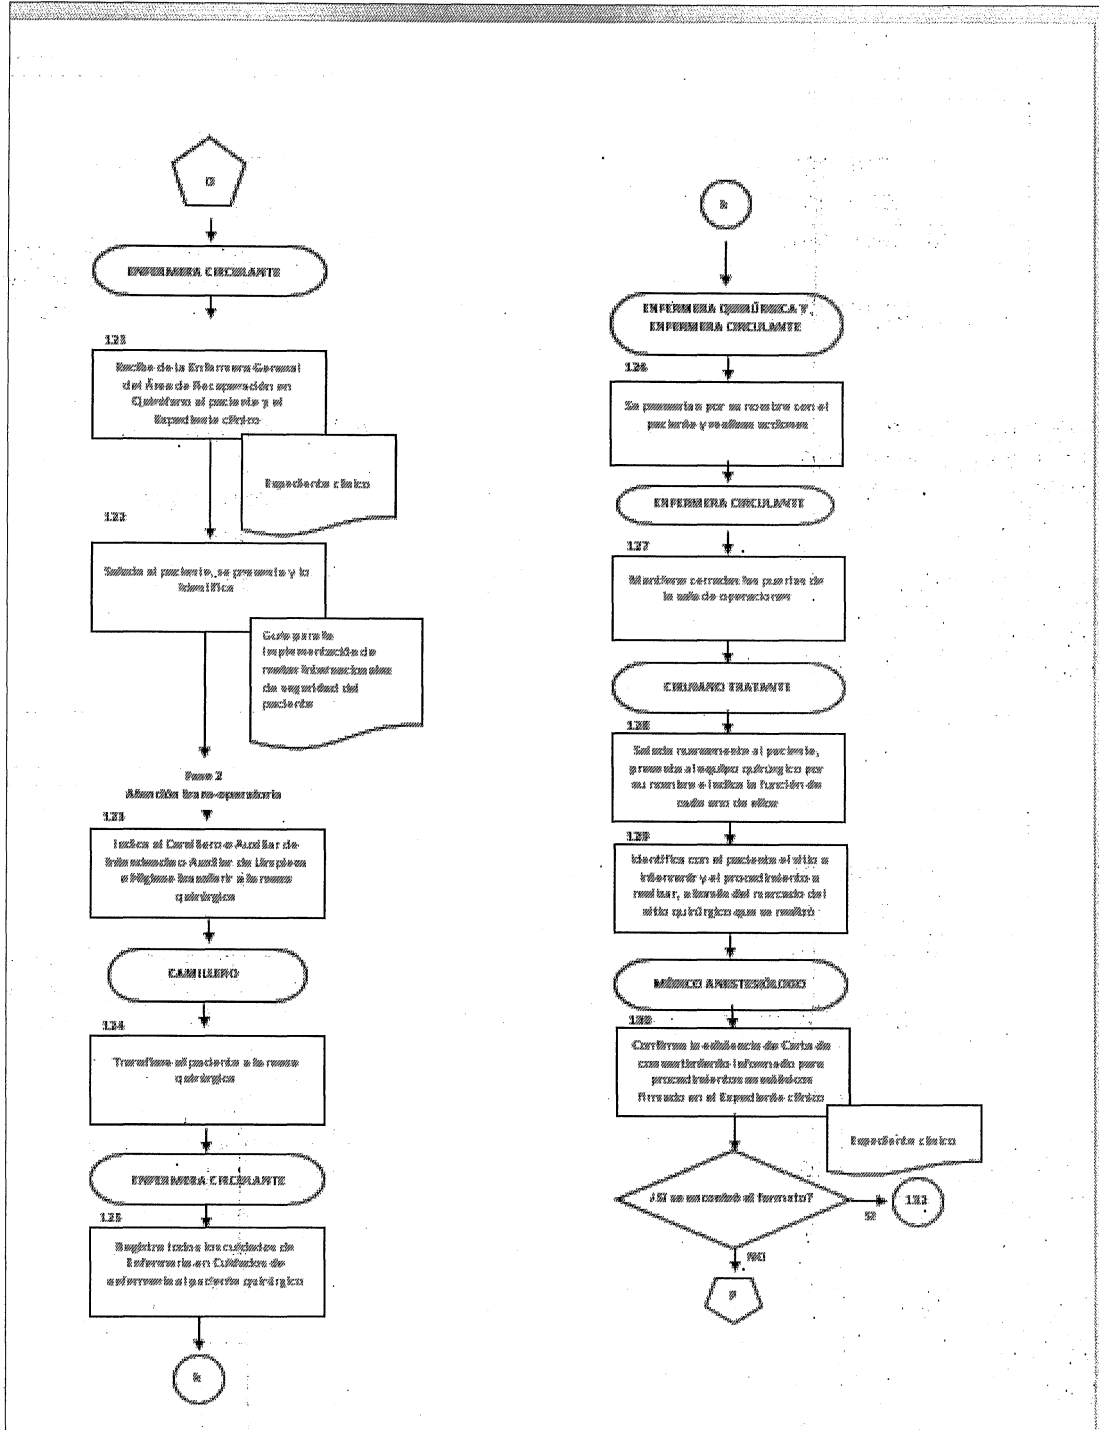 ENFERMERA CIRCULANTE
121
Recibe de la Enfermera General
del Área de Recuperación en
Quirófano al paciente y el
Expediente clínico
Expediente clínico
122
Saluda al paciente, se presenta y lo
identifica
Guía para la
implementación de
metas internacionales
de seguridad del
paciente
Fase 2
Atención trans-operatoria
123
Indica al Camillero o Auxiliar de
Intendencia o Auxiliar de Limpieza
e Higiene transferir a la mesa
quirúrgica
CAMILLERO
124
Transfiere al paciente a la mesa
quirúrgica
ENFERMERA CIRCULANTE
125
Registra todos los cuidados de
Enfermería en Cuidados de
enfermería al paciente quirúrgico
ENFERMERA QUIRÚRGICA Y
ENFERMERA CIRCULANTE
126
Se presentan por su nombre con el
paciente y realizan acciones
ENFERMERA CIRCULANTE
127
Mantiene cerradas las puertas de
la sala de operaciones
CIRUJANO TRATANTE
128
Saluda nuevamente al paciente,
presenta al equipo quirúrgico por
su nombre e indica la función de
cada uno de ellos
129
Identifica con el paciente el sitio a
intervenir y el procedimiento a
realizar, a través del marcado del
sitio quirúrgico que se realizó
MÉDICO ANESTESIÓLOGO
130
Confirma la existencia de Carta de
consentimiento informado para
procedimientos anestésicos
firmado en el Expediente clínico
Expediente clínico
¿Si se encontró el formato?
SI
132
NO
P